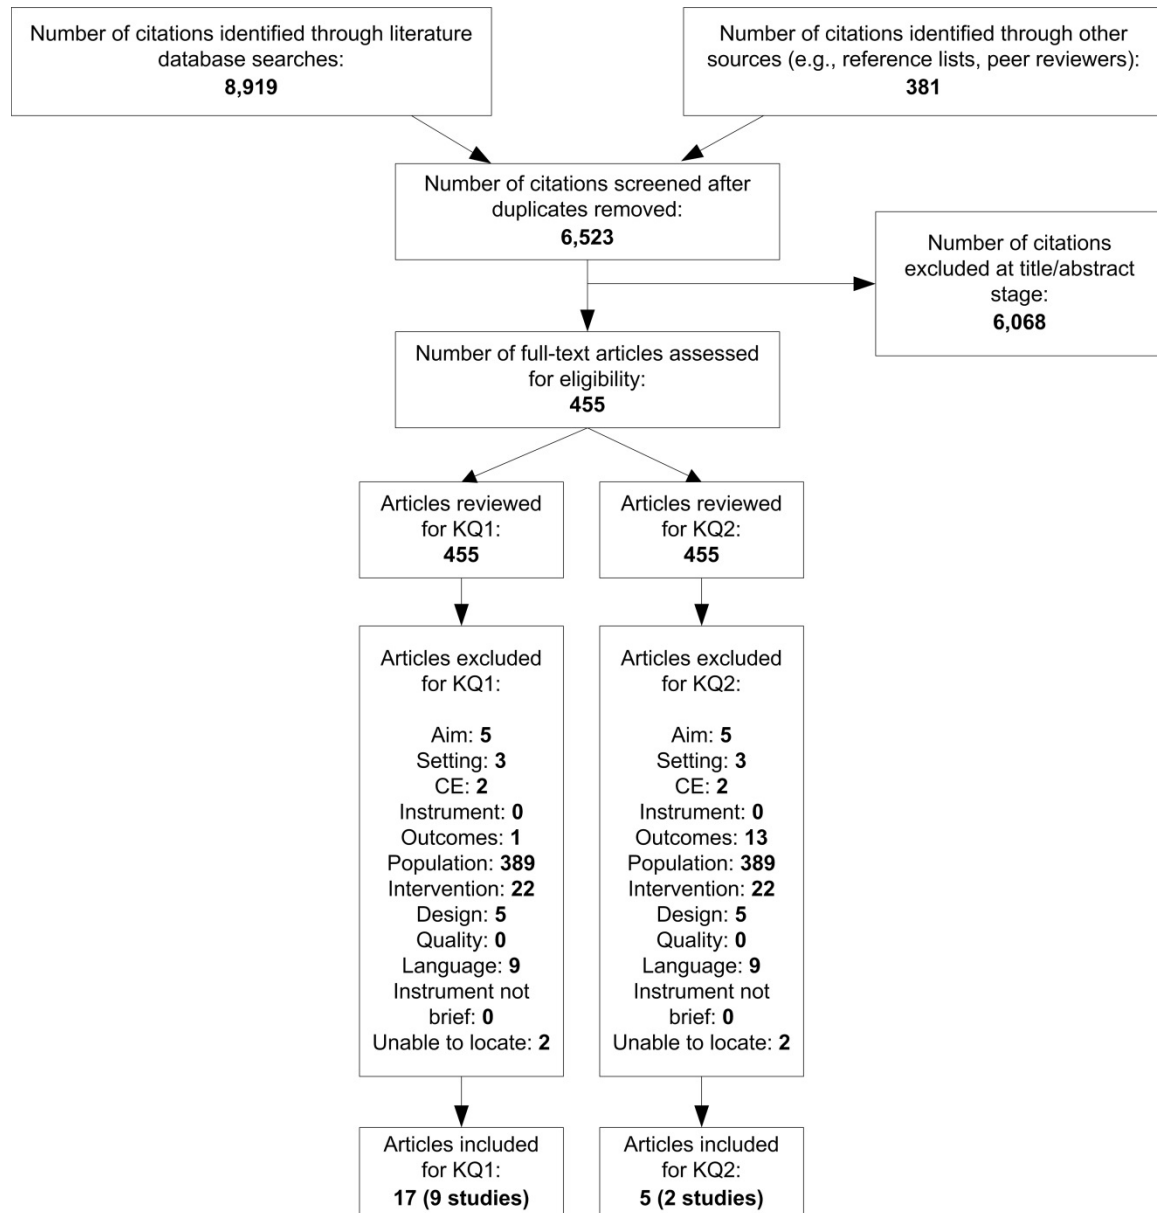 Number of citations identified through literature
database searches:
8,919
Number of citations identified through other
sources (e.g., reference lists, peer reviewers):
381
Number of citations screened after
duplicates removed:
6,523
Number of citations
excluded at title/abstract
stage:
6,068
Number of full-text articles assessed
for eligibility:
455
Articles reviewed
for KQ1:
455
Articles reviewed
for KQ2:
455
Articles excluded
for KQ1:
Aim: 5
Setting: 3
CE: 2
Instrument: 0
Outcomes: 1
Population: 389
Intervention: 22
Design: 5
Quality: 0
Language: 9
Instrument not
brief: 0
Unable to locate: 2
Articles excluded
for KQ2:
Aim: 5
Setting: 3
CE: 2
Instrument: 0
Outcomes: 13
Population: 389
Intervention: 22
Design: 5
Quality: 0
Language: 9
Instrument not
brief: 0
Unable to locate: 2
Articles included
for KQ1:
17 (9 studies)
Articles included
for KQ2:
5 (2 studies)